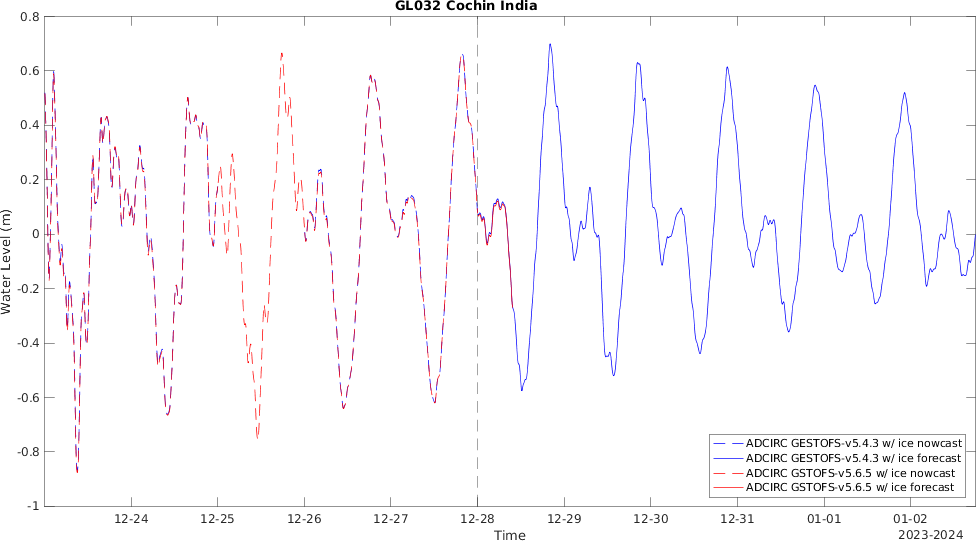 GL032 Cochin India
0.8
0.6
0.4
0.2
0
-0.2
-0.4
-0.6
-0.8
-1
Water Level (m)
12-24 12-25 12-26 12-27 12-28 12-29 12-30 12-31 01-01 01-02
Time
2023-2024
ADCIRC GESTOFS-v5.4.3 w/ ice nowcast
ADCIRC GESTOFS-v5.4.3 w/ ice forecast
ADCIRC GSTOFS-v5.6.5 w/ ice nowcast
ADCIRC GSTOFS-v5.6.5 w/ ice forecast